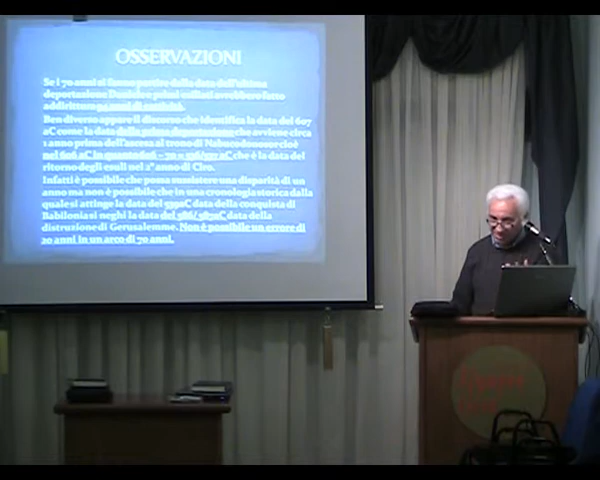 OSSERVAZIONI
Se i 70 anni si fanno partire dalla data dell'ultima
deportazione Daniele e i primi esiliati avrebbero fatto
addirittura 94 anni di cattività.
Ben diverso appare il discorso che identifica la data del 607
aC come la data della prima deportazione che avviene circa
1 anno prima dell'ascesa al trono di Nabucodonosor cioè
nel 606 aC in quanto 606 – 70 = 536/537 aC che è la data del
ritorno degli esuli nel 2° anno di Ciro.
Infatti è possibile che possa sussistere una disparità di un
anno ma non è possibile che in una cronologia storica dalla
quale si attinge la data del 539aC data della conquista di
Babilonia si neghi la data del 586/587aC data della
distruzione di Gerusalemme. Non è possibile un errore di
20 anni in un arco di 70 anni.